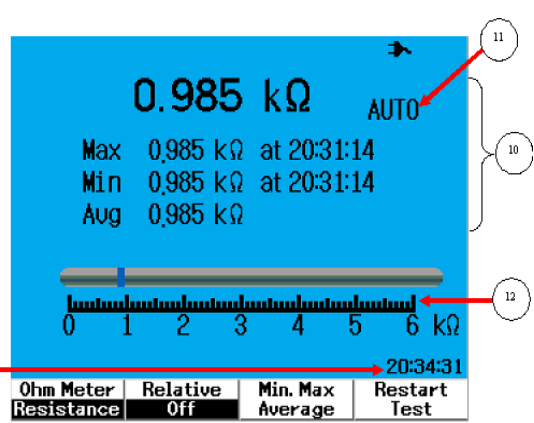 11
0.985 kΩ
AUTO
10
Max 0.985 kΩ at 20:31:14
Min 0.985 kΩ at 20:31:14
Avg 0.985 kΩ
12
0 1 2 3 4 5 6 kΩ
20:34:31
Ohm Meter Relative Min. Max Restart
Resistance Off Average Test